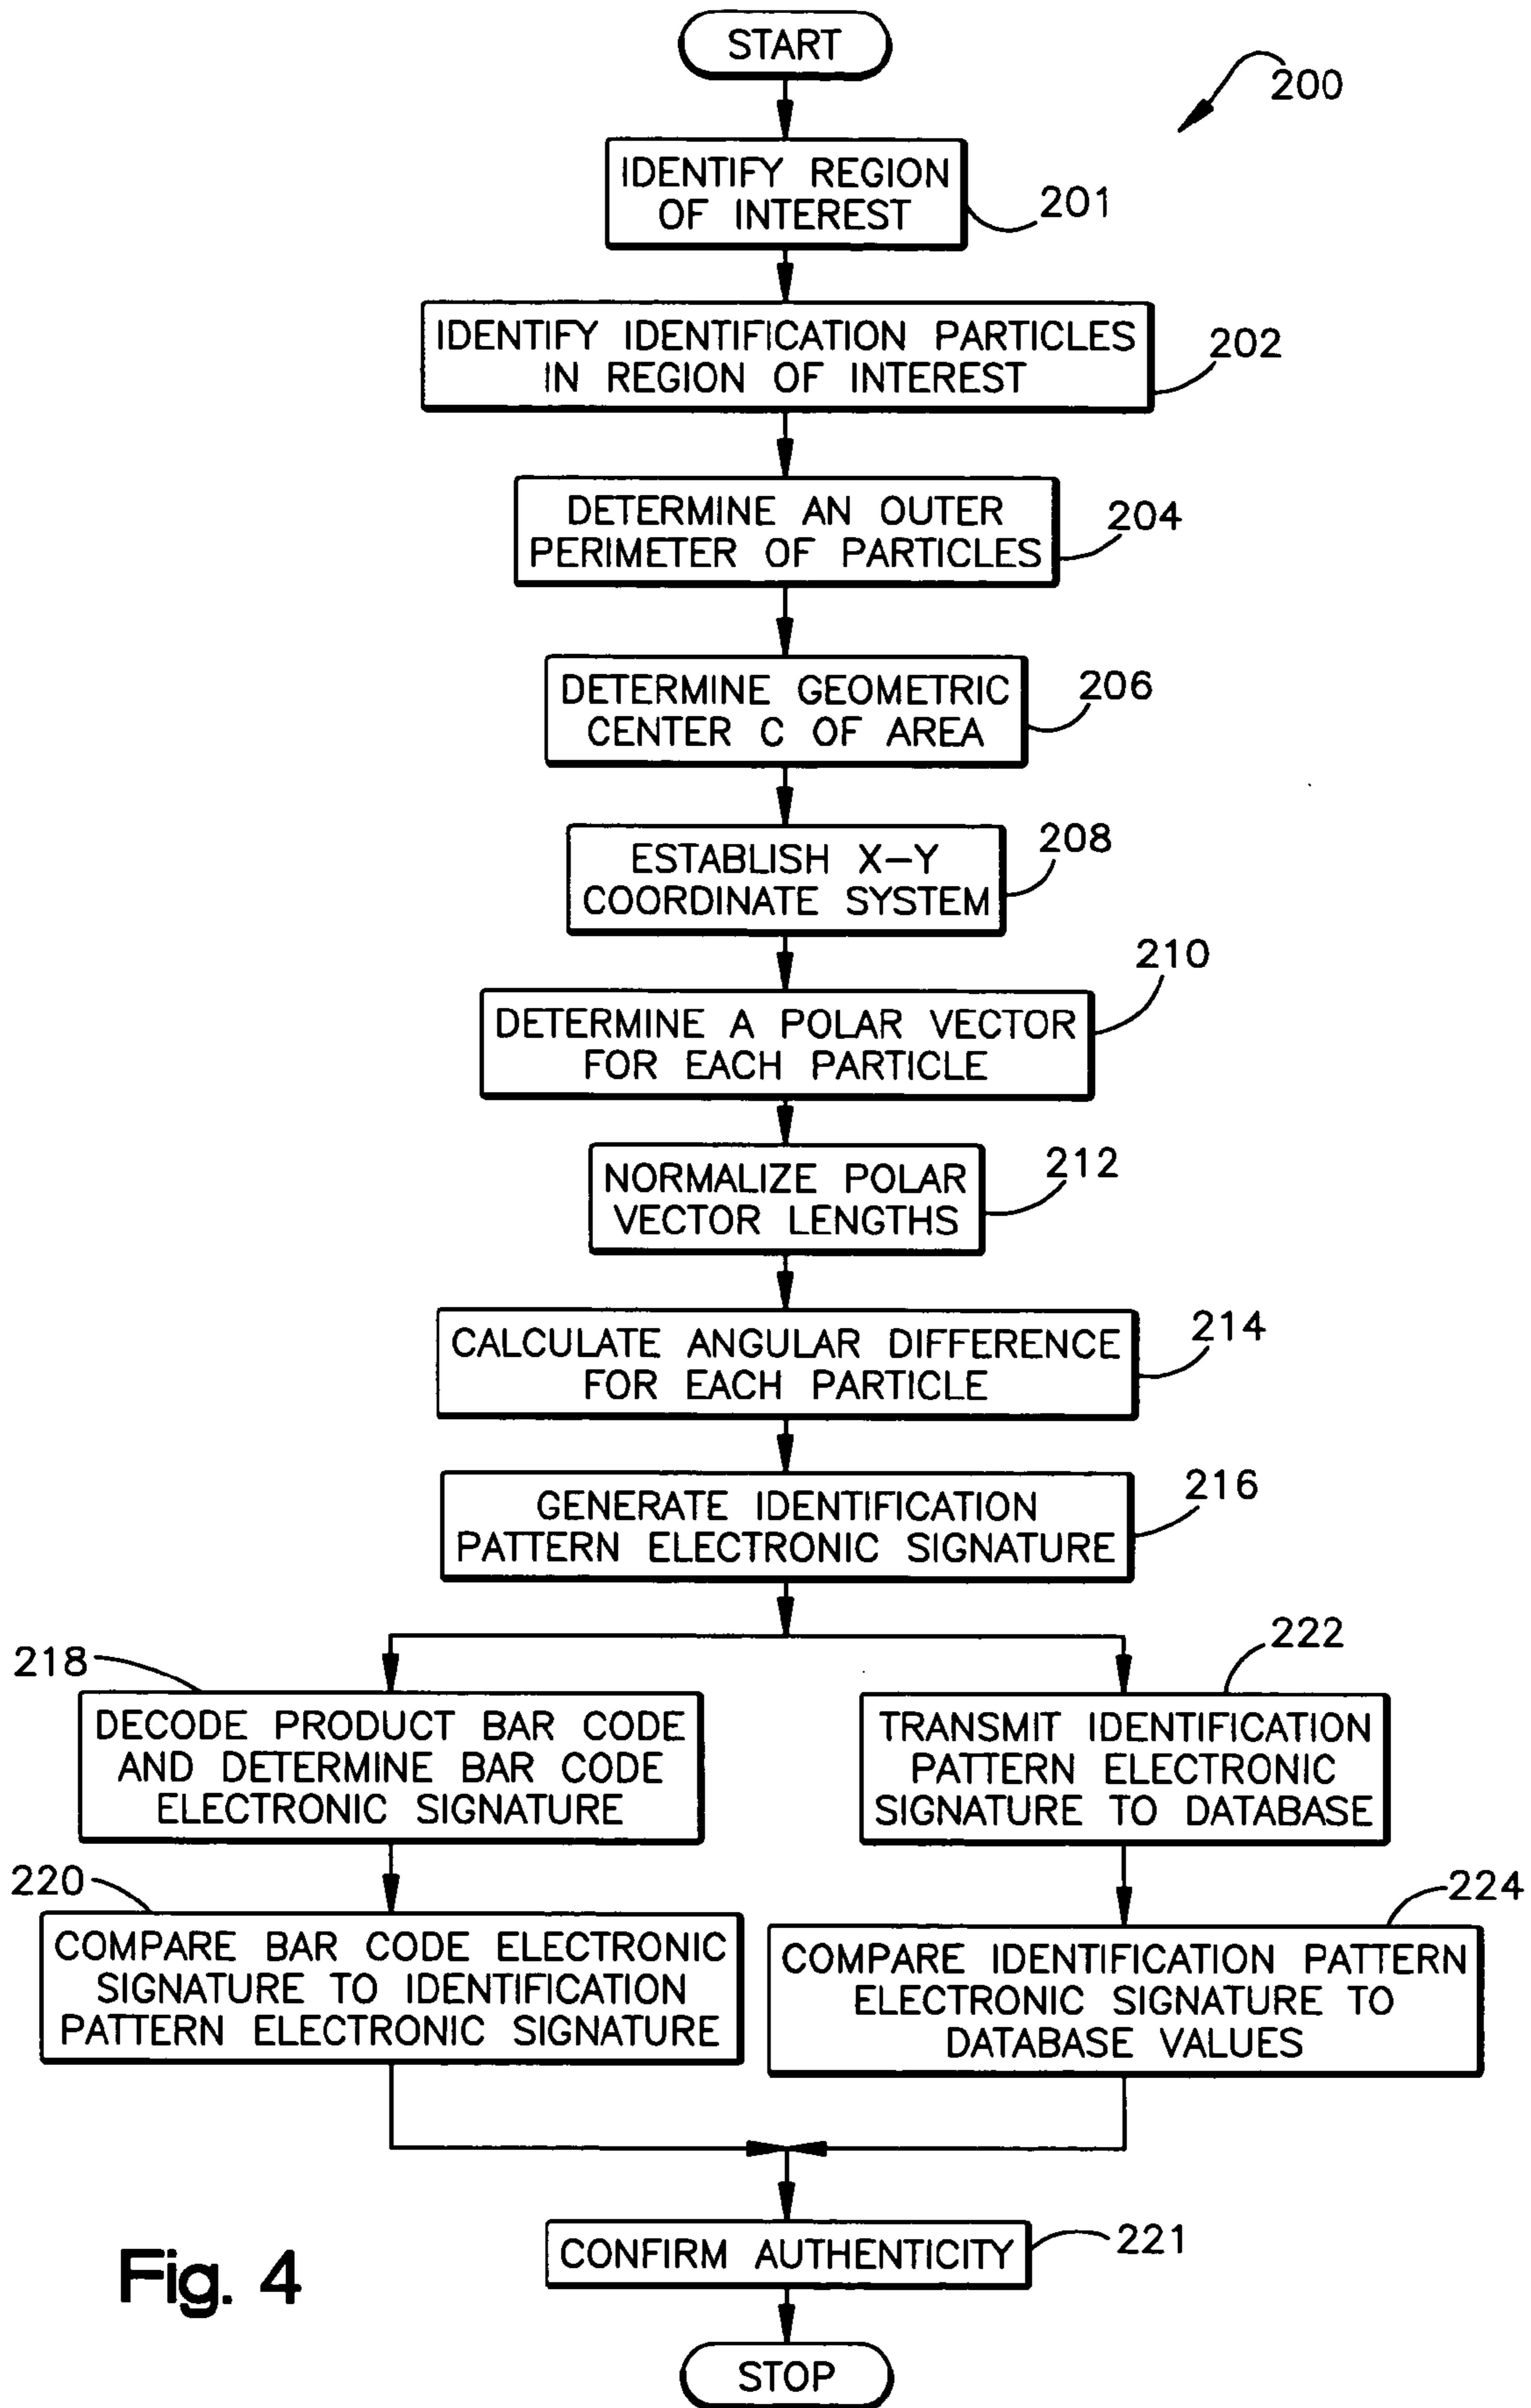 START
200
IDENTIFY REGION
OF INTEREST
201
IDENTIFY IDENTIFICATION PARTICLES
IN REGION OF INTEREST
202
DETERMINE AN OUTER
PERIMETER OF PARTICLES
204
DETERMINE GEOMETRIC
CENTER C OF AREA
206
ESTABLISH X–Y
COORDINATE SYSTEM
208
DETERMINE A POLAR VECTOR
FOR EACH PARTICLE
210
NORMALIZE POLAR
VECTOR LENGTHS
212
CALCULATE ANGULAR DIFFERENCE
FOR EACH PARTICLE
214
GENERATE IDENTIFICATION
PATTERN ELECTRONIC SIGNATURE
216
218
DECODE PRODUCT BAR CODE
AND DETERMINE BAR CODE
ELECTRONIC SIGNATURE
222
TRANSMIT IDENTIFICATION
PATTERN ELECTRONIC
SIGNATURE TO DATABASE
220
COMPARE BAR CODE ELECTRONIC
SIGNATURE TO IDENTIFICATION
PATTERN ELECTRONIC SIGNATURE
224
COMPARE IDENTIFICATION PATTERN
ELECTRONIC SIGNATURE TO
DATABASE VALUES
CONFIRM AUTHENTICITY
221
Fig. 4
STOP